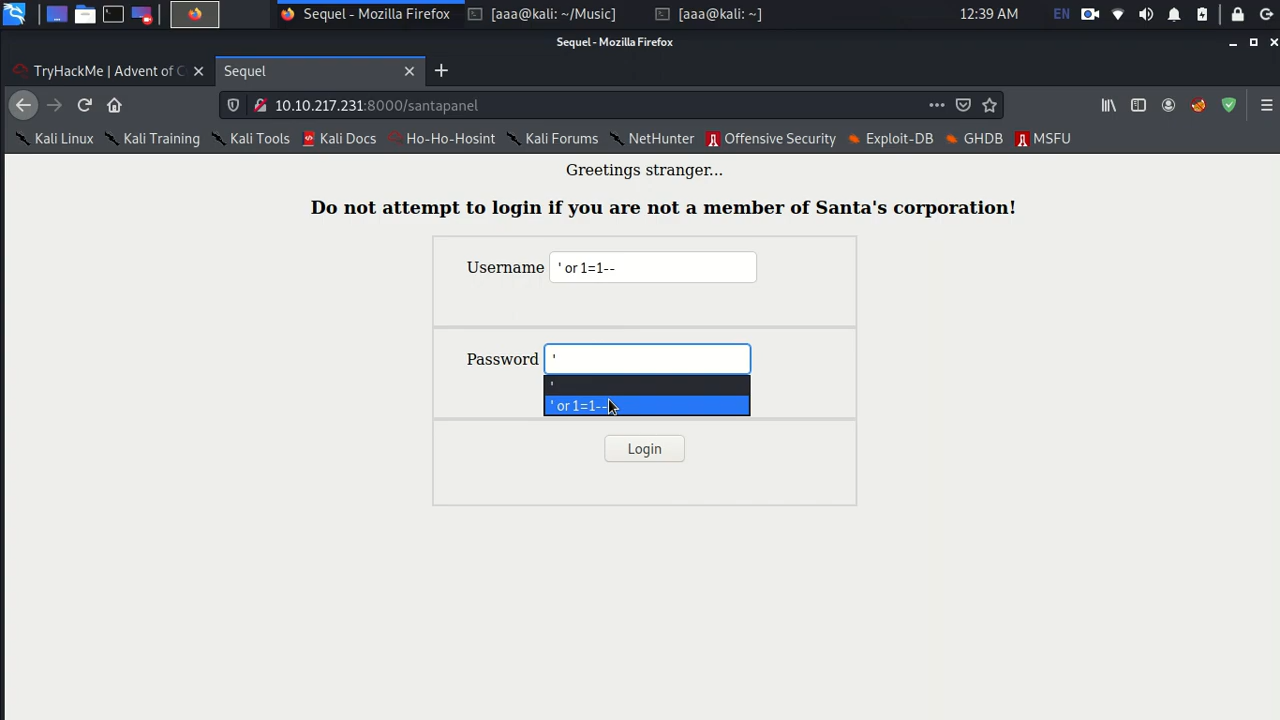 Sequel - Mozilla Firefox
[aaa@kali: ~/Music]
[aaa@kali: ~]
12:39 AM
EN
Sequel - Mozilla Firefox
TryHackMe | Advent of C
Sequel
10.10.217.231:8000/santapanel
Kali Linux
Kali Training
Kali Tools
Kali Docs
Ho-Ho-Hosint
Kali Forums
NetHunter
Offensive Security
Exploit-DB
GHDB
MSFU
Greetings stranger...
Do not attempt to login if you are not a member of Santa's corporation!
Username ' or 1=1--
Password '
'
' or 1=1--
Login